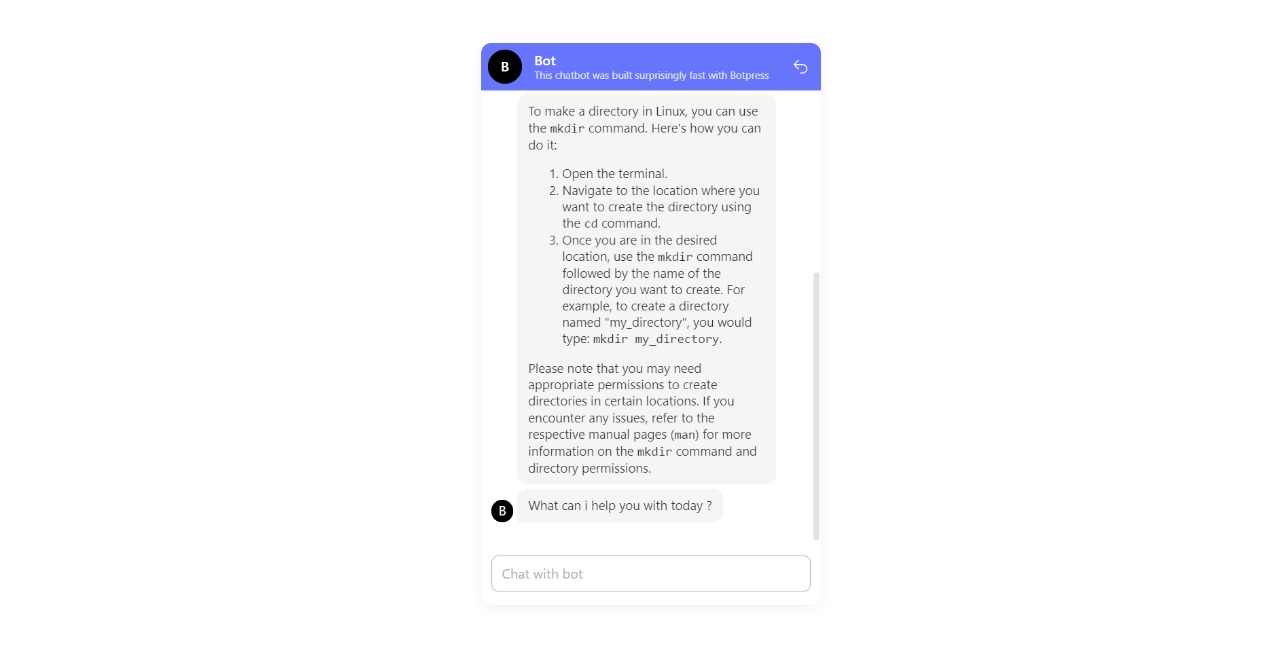 B
Bot
This chatbot was built surprisingly fast with Botpress
To make a directory in Linux, you can use
the mkdir command. Here's how you can
do it:
1. Open the terminal.
2. Navigate to the location where you
want to create the directory using
the cd command.
3. Once you are in the desired
location, use the mkdir command
followed by the name of the
directory you want to create. For
example, to create a directory
named "my_directory", you would
type: mkdir my_directory.
Please note that you may need
appropriate permissions to create
directories in certain locations. If you
encounter any issues, refer to the
respective manual pages (man) for more
information on the mkdir command and
directory permissions.
B
What can i help you with today ?
Chat with bot